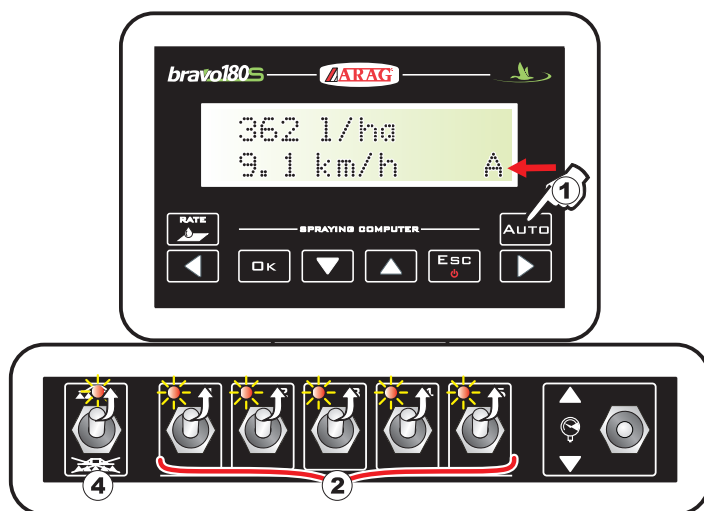 bravo180S
ARAG
362 l/ha
9.1 km/h A
1
RATE
SPRAYING COMPUTER
AUTO
OK
ESC
4
2